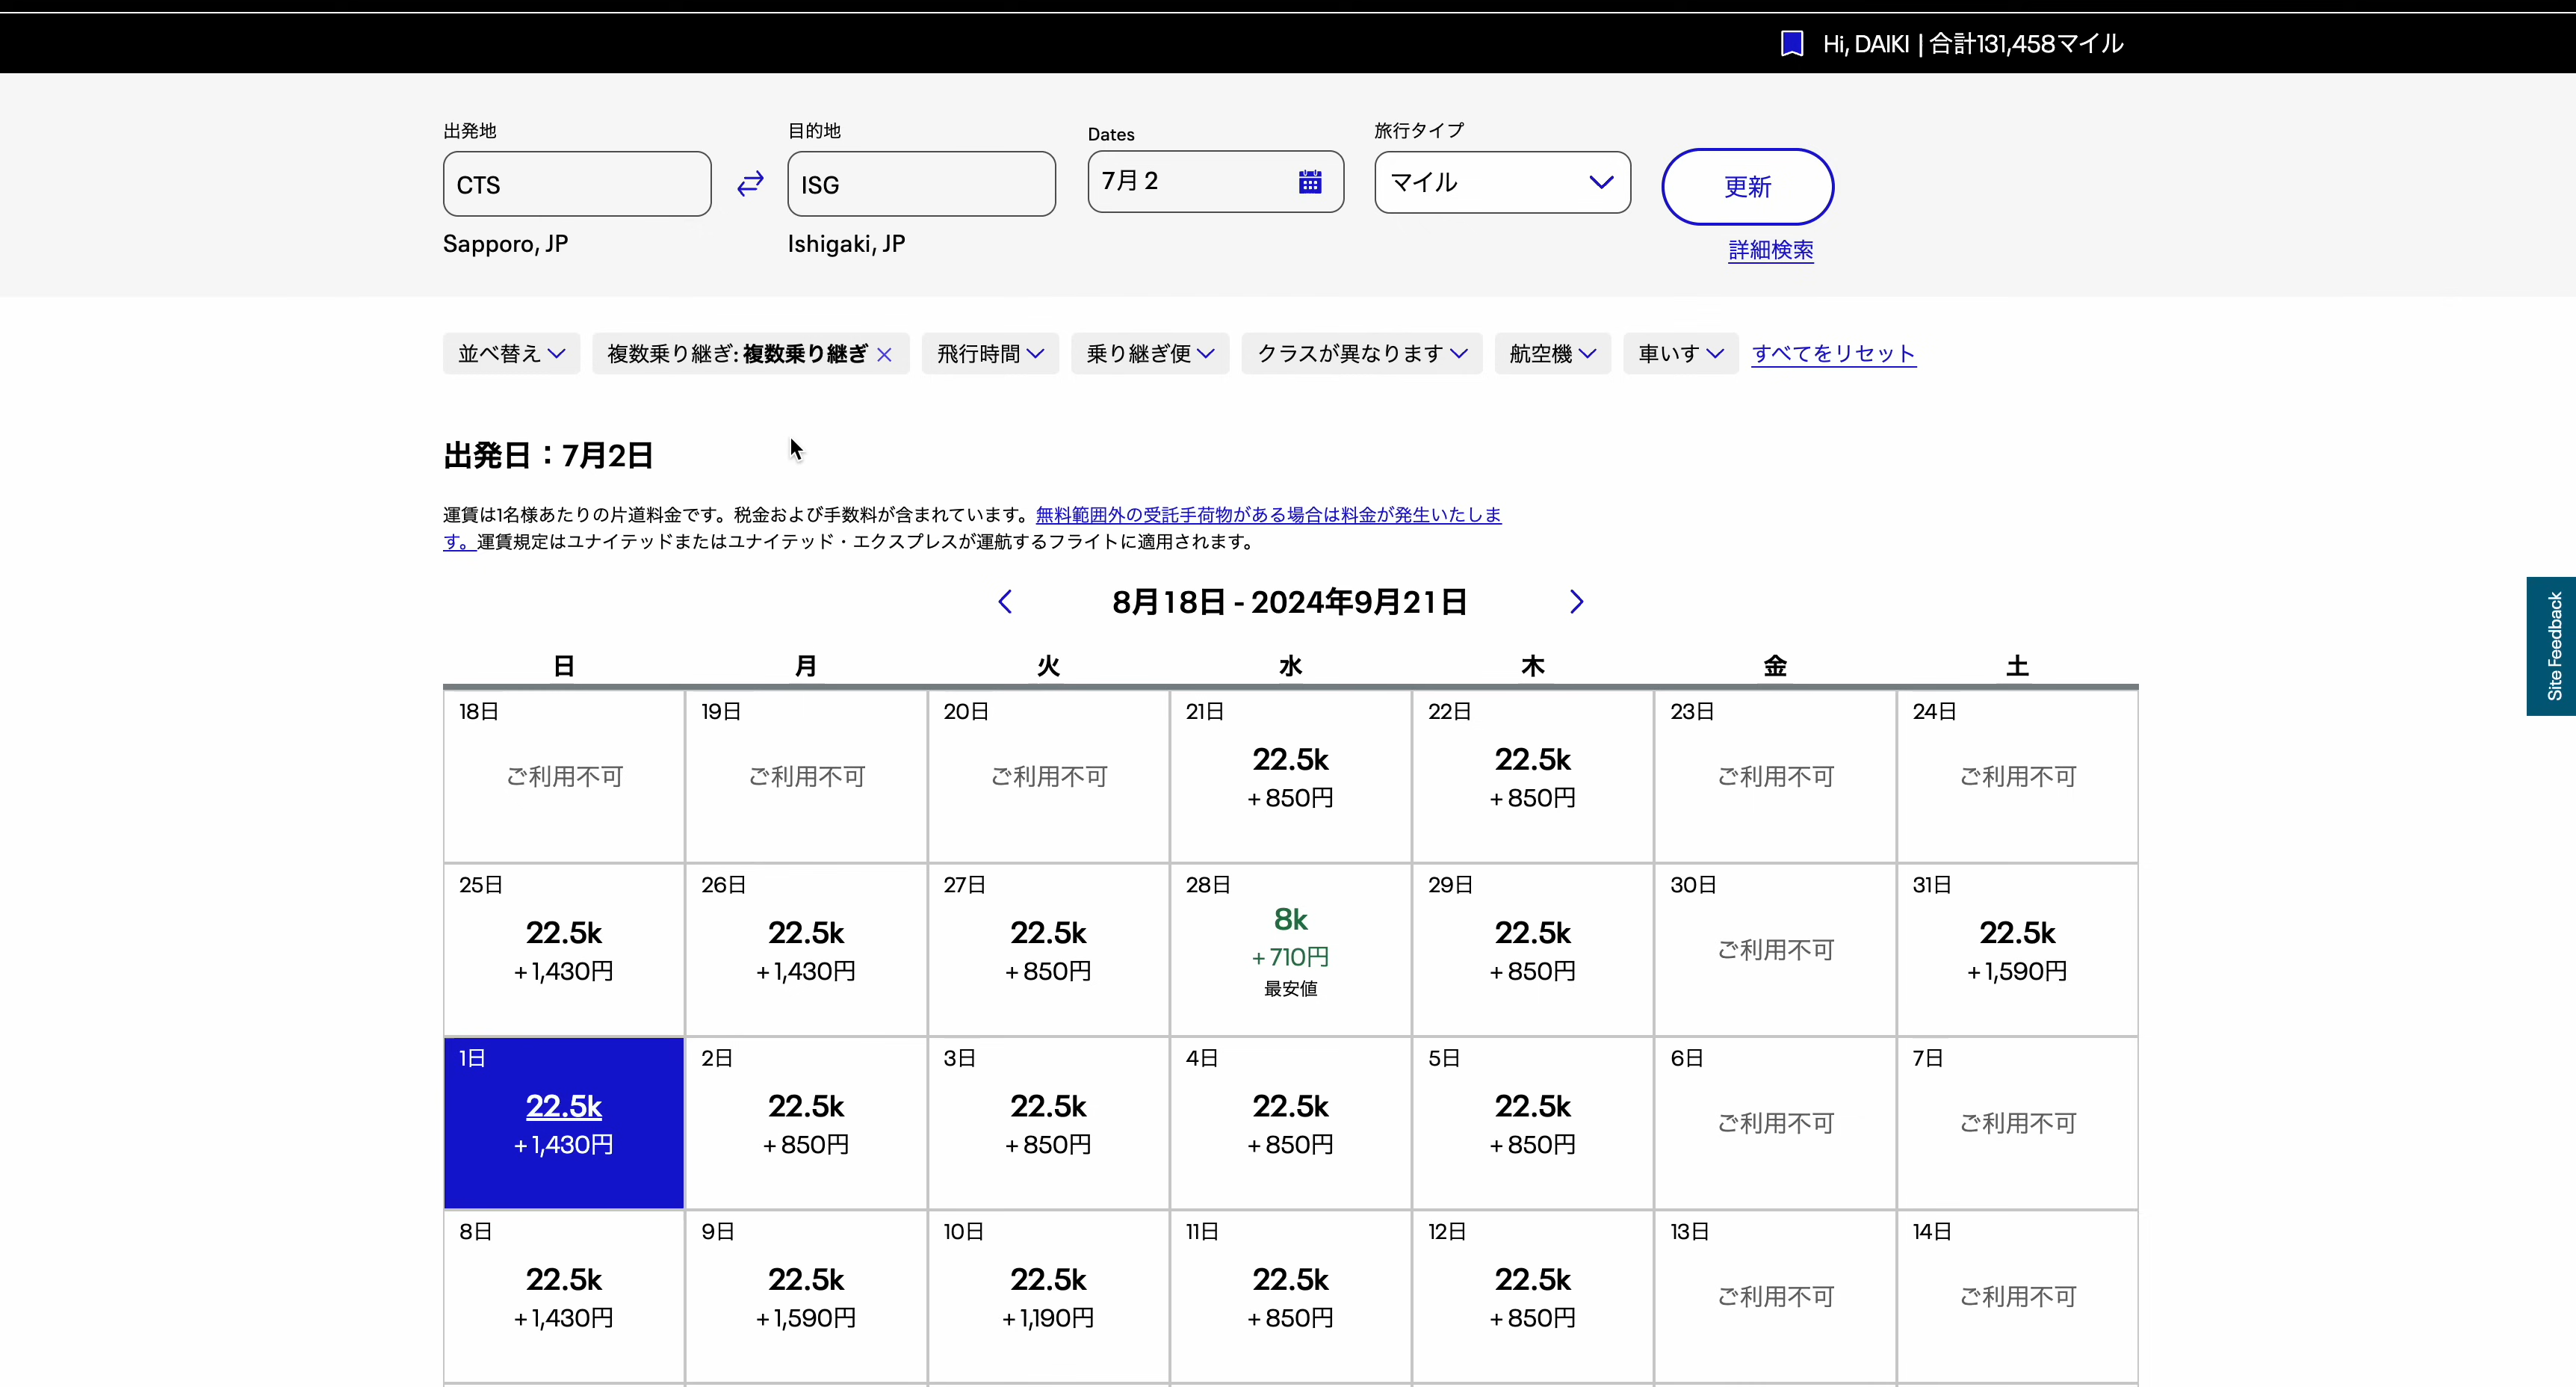 Hi, DAIKI | 合計131,458マイル
出発地
目的地
Dates
旅行タイプ
CTS
ISG
7月 2
マイル
更新
Sapporo, JP
Ishigaki, JP
詳細検索
並べ替え
複数乗り継ぎ: 複数乗り継ぎ
飛行時間
乗り継ぎ便
クラスが異なります
航空機
車いす
すべてをリセット
出発日：7月2日
運賃は1名様あたりの片道料金です。税金および手数料が含まれています。無料範囲外の受託手荷物がある場合は料金が発生いたしま
す。運賃規定はユナイテッドまたはユナイテッド・エクスプレスが運航するフライトに適用されます。
8月18日 - 2024年9月21日
Site Feedback
日 月 火 水 木 金 土
18日 19日 20日 21日 22日 23日 24日
ご利用不可 ご利用不可 ご利用不可 22.5k 22.5k ご利用不可 ご利用不可
+ 850円 + 850円
25日 26日 27日 28日 29日 30日 31日
22.5k 22.5k 22.5k 8k 22.5k ご利用不可 22.5k
+ 1,430円 + 1,430円 + 850円 + 710円 + 850円 + 1,590円
最安値
1日 2日 3日 4日 5日 6日 7日
22.5k 22.5k 22.5k 22.5k 22.5k ご利用不可 ご利用不可
+ 1,430円 + 850円 + 850円 + 850円 + 850円
8日 9日 10日 11日 12日 13日 14日
22.5k 22.5k 22.5k 22.5k 22.5k ご利用不可 ご利用不可
+ 1,430円 + 1,590円 + 1,190円 + 850円 + 850円